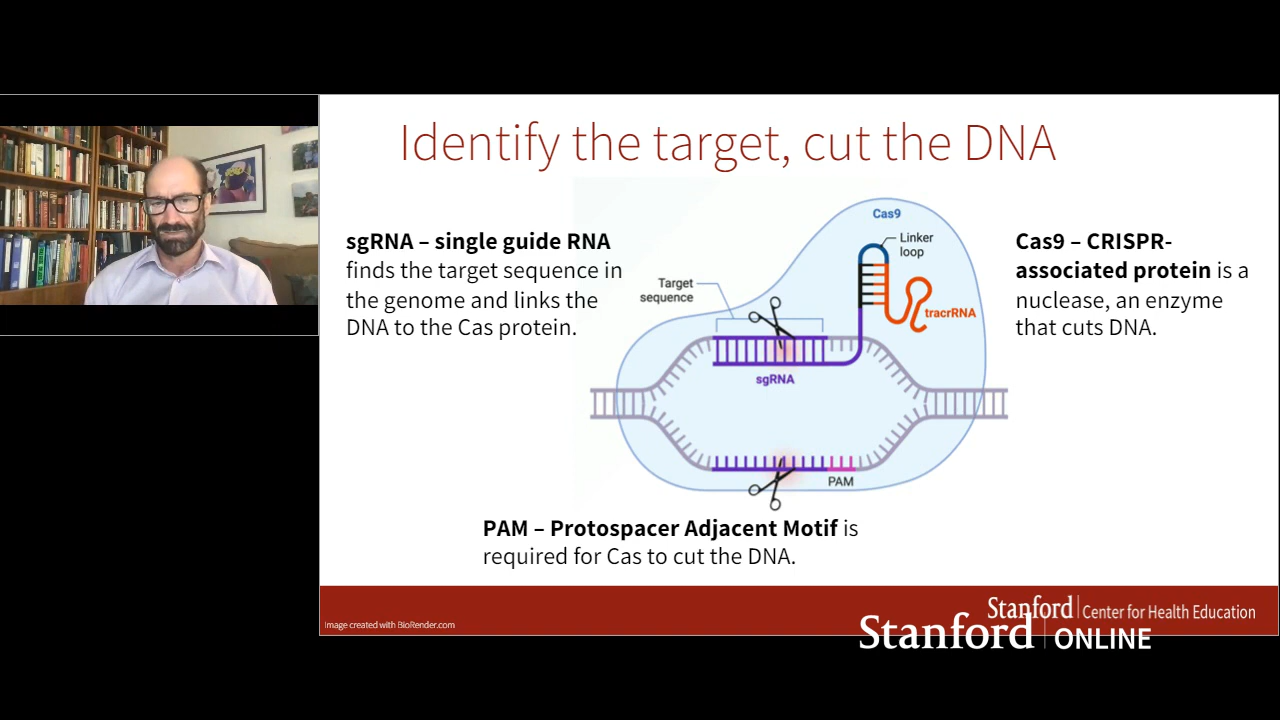 Identify the target, cut the DNA
sgRNA – single guide RNA
finds the target sequence in
the genome and links the
DNA to the Cas protein.
Cas9
Linker
loop
Target
sequence
tracrRNA
sgRNA
PAM
Cas9 – CRISPR-
associated protein is a
nuclease, an enzyme
that cuts DNA.
PAM – Protospacer Adjacent Motif is
required for Cas to cut the DNA.
Image created with BioRender.com
Stanford Center for Health Education
Stanford ONLINE